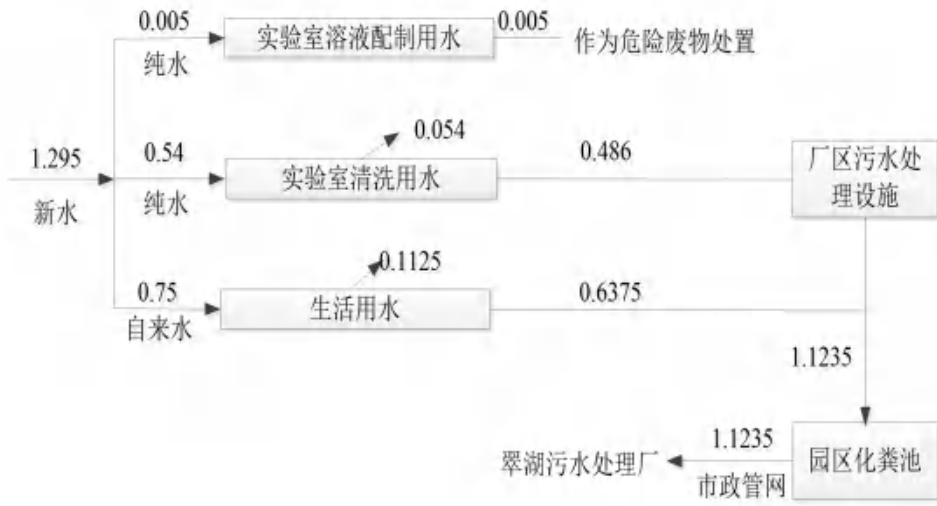 0.005
纯水
实验室溶液配制用水
0.005
作为危险废物处置
1.295
新水
0.54
纯水
0.054
实验室清洗用水
0.486
厂区污水处
理设施
0.75
自来水
0.1125
生活用水
0.6375
1.1235
翠湖污水处理厂
1.1235
市政管网
园区化粪池